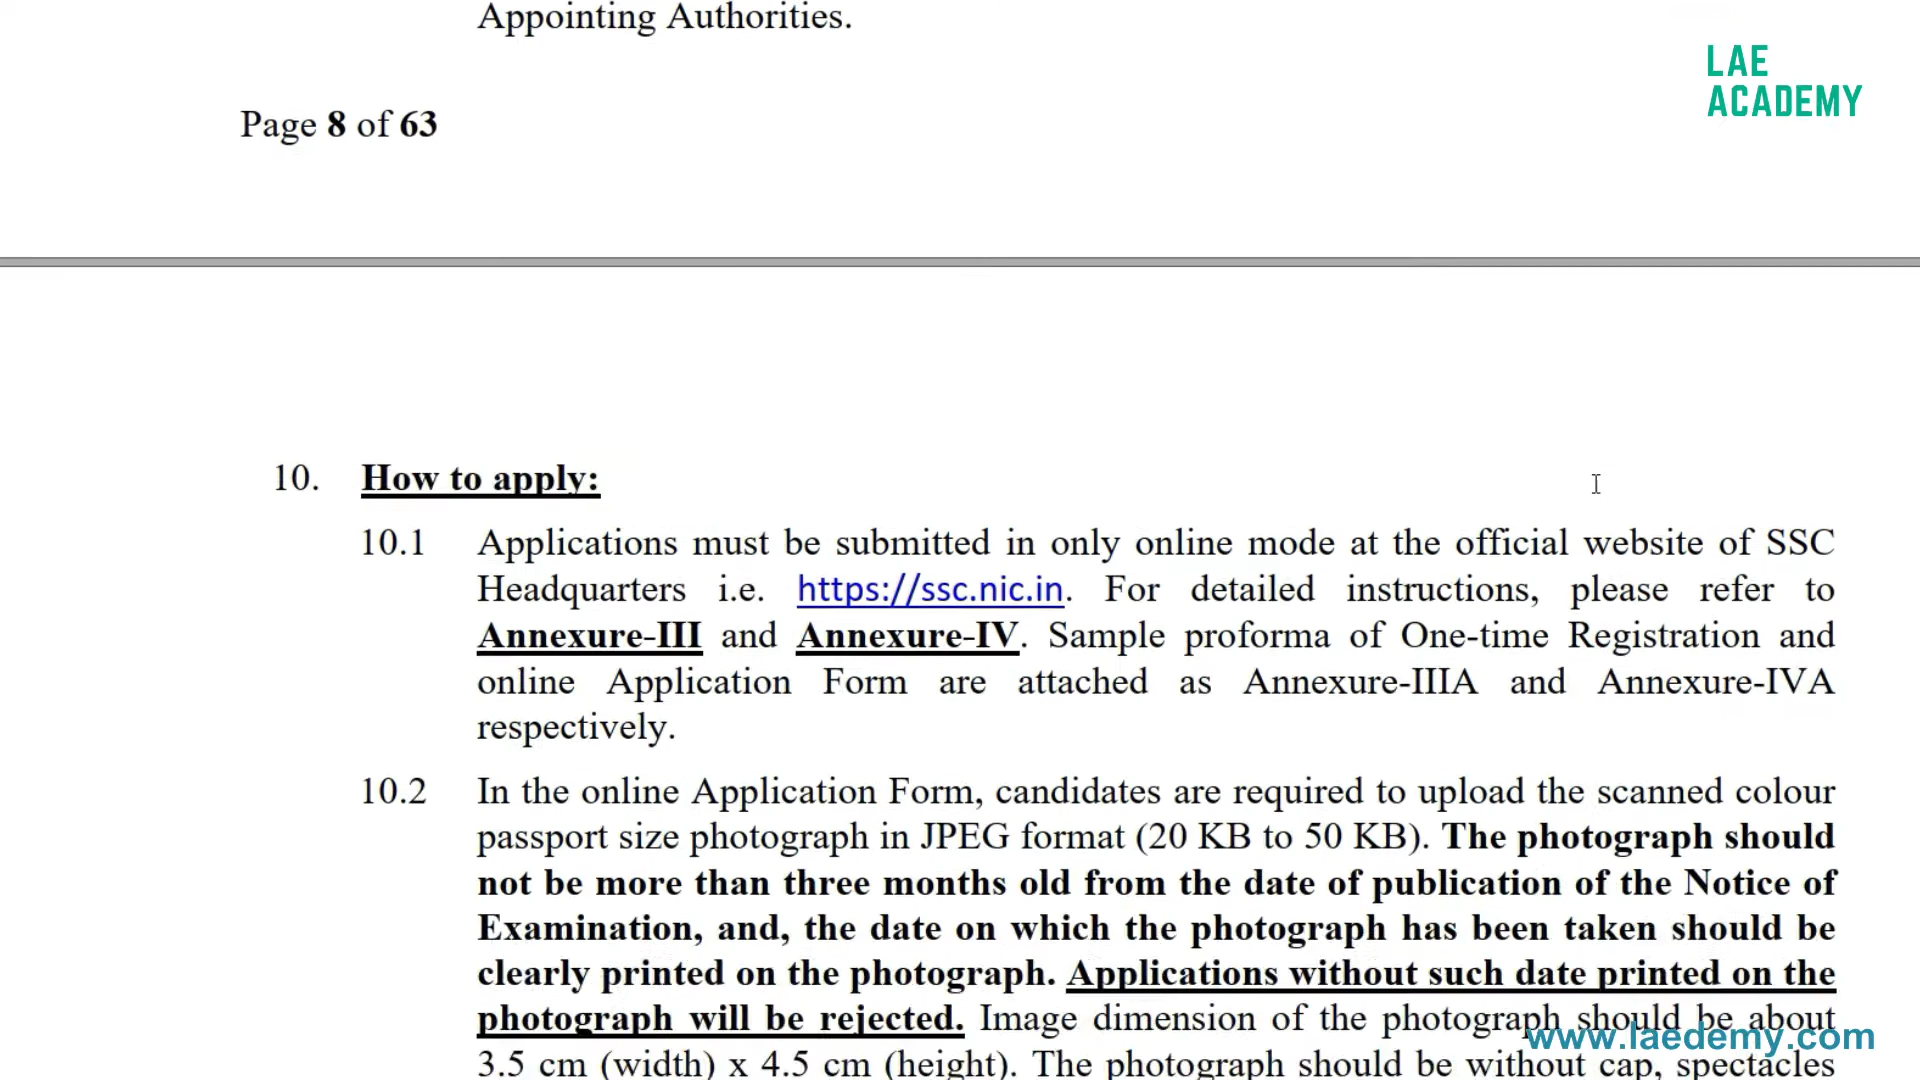 Appointing Authorities.
LAE
ACADEMY
Page 8 of 63
10. How to apply:
10.1 Applications must be submitted in only online mode at the official website of SSC
Headquarters i.e. https://ssc.nic.in. For detailed instructions, please refer to
Annexure-III and Annexure-IV. Sample proforma of One-time Registration and
online Application Form are attached as Annexure-IIIA and Annexure-IVA
respectively.
10.2 In the online Application Form, candidates are required to upload the scanned colour
passport size photograph in JPEG format (20 KB to 50 KB). The photograph should
not be more than three months old from the date of publication of the Notice of
Examination, and, the date on which the photograph has been taken should be
clearly printed on the photograph. Applications without such date printed on the
photograph will be rejected. Image dimension of the photograph should be about
www.laedemy.com
3.5 cm (width) x 4.5 cm (height). The photograph should be without cap, spectacles